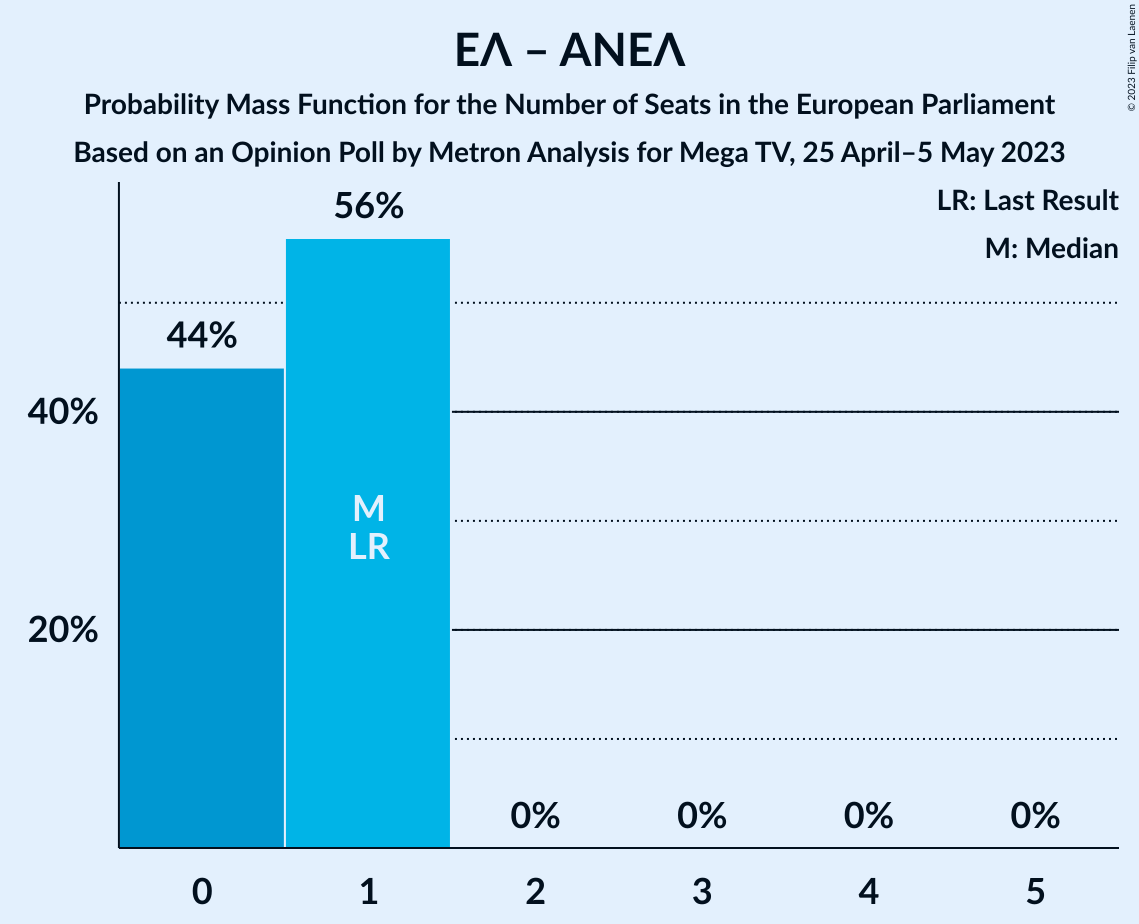 ΕΛ – ΑΝΕΛ
Probability Mass Function for the Number of Seats in the European Parliament
Based on an Opinion Poll by Metron Analysis for Mega TV, 25 April–5 May 2023
© 2023 Filip van Laenen
LR: Last Result
M: Median
56%
44%
40%
20%
M
LR
0% 0% 0% 0%
0 1 2 3 4 5